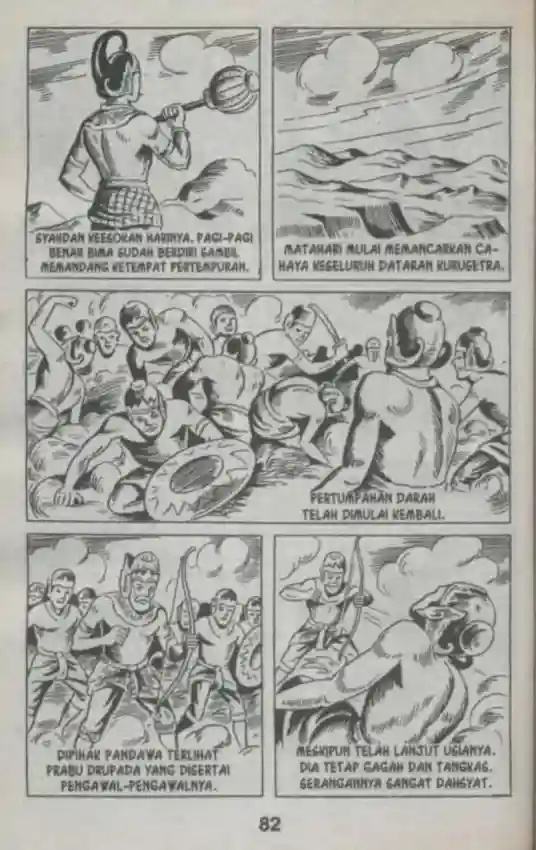 SYAHDAN KEESOKAN HARINYA. PAGI-PAGI
BENAR BIMA SUDAH BERDIRI SAMBIL
MEMANDANG KETEMPAT PERTEMPURAN.
MATAHARI MULAI MEMANCARKAN CA-
HAYA KESELURUH DATARAN KURUSETRA.
PERTUMPAHAN DARAH
TELAH DIMULAI KEMBALI.
DIPIHAK PANDAWA TERLIHAT
PRABU DRUPADA YANG DISERTAI
PENGAWAL-PENGAWALNYA.
MESKIPUN TELAH LANJUT USIANYA.
DIA TETAP GAGAH DAN TANGKAS.
SERANGANNYA SANGAT DAHSYAT.
82